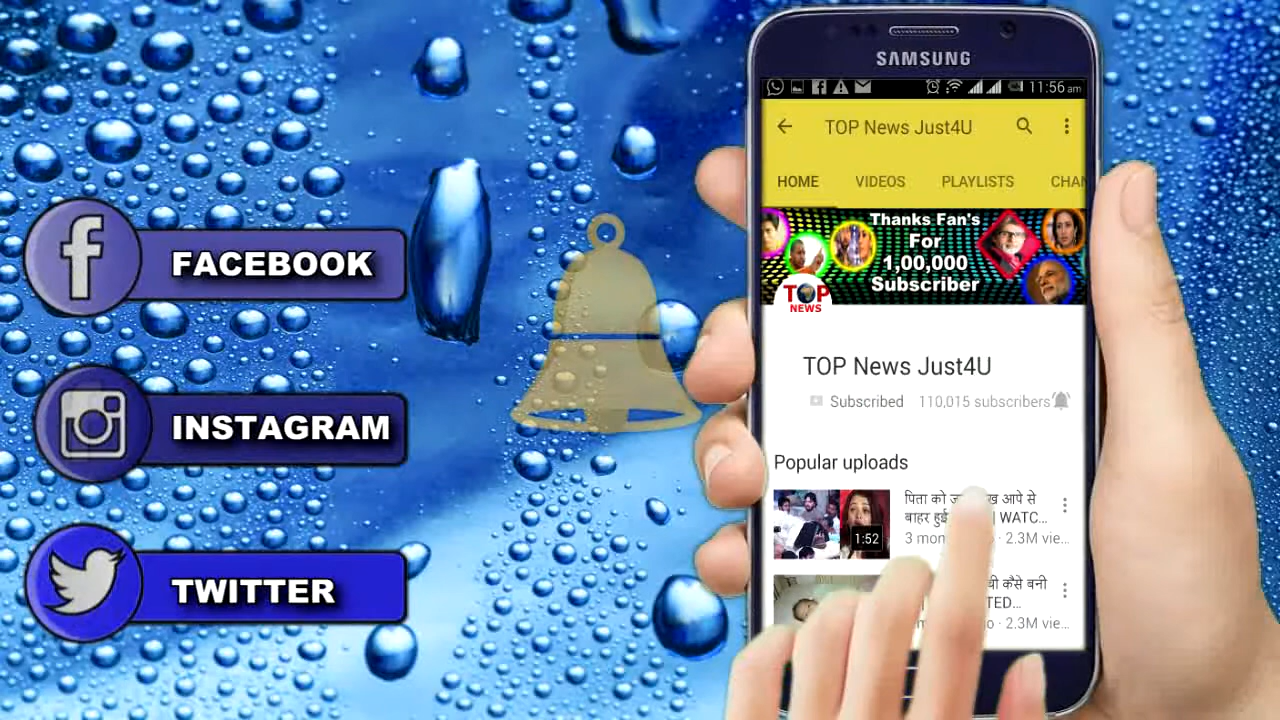 FACEBOOK
INSTAGRAM
TWITTER
SAMSUNG
11:56 am
TOP News Just4U
HOME VIDEOS PLAYLISTS CHAN
Thanks Fan's
For
1,00,000
Subscriber
TOP
NEWS
TOP News Just4U
Subscribed 110,015 subscribers
Popular uploads
पिता को आपे से
बाहर हुई | WATC...
1:52
3 mon · 2.3M vie...
कैसे बनी
TED...
· 2.3M vie...